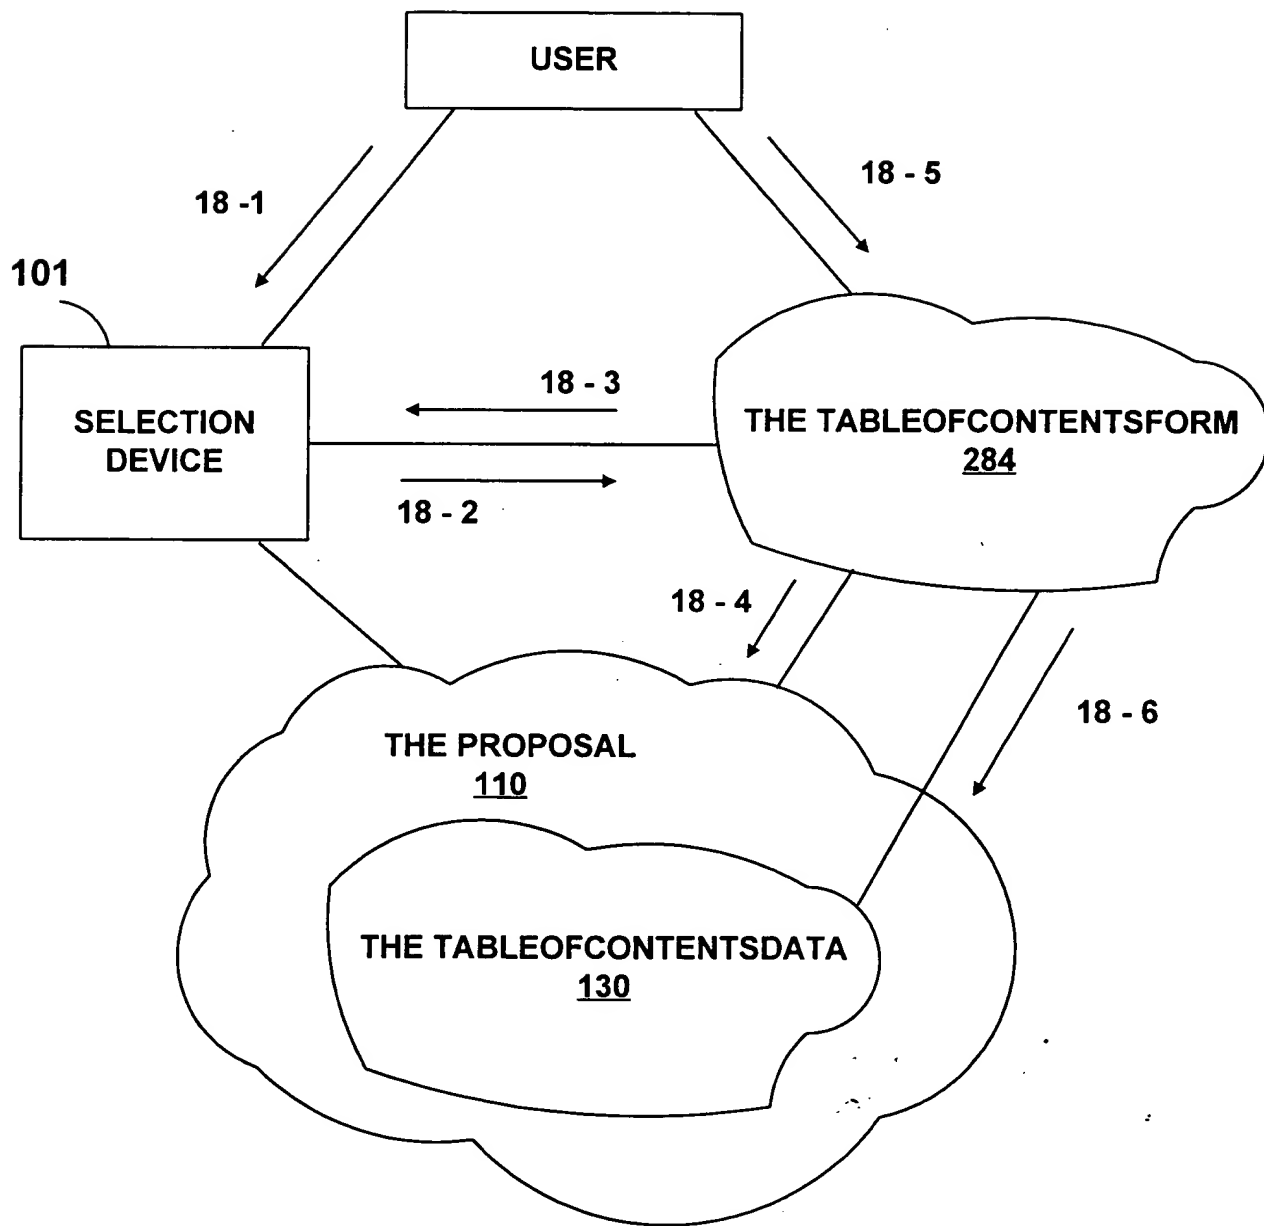 USER
18 -1
18 - 5
101
SELECTION
DEVICE
18 - 3
18 - 2
THE TABLEOFCONTENTSFORM
284
18 - 4
18 - 6
THE PROPOSAL
110
THE TABLEOFCONTENTSDATA
130